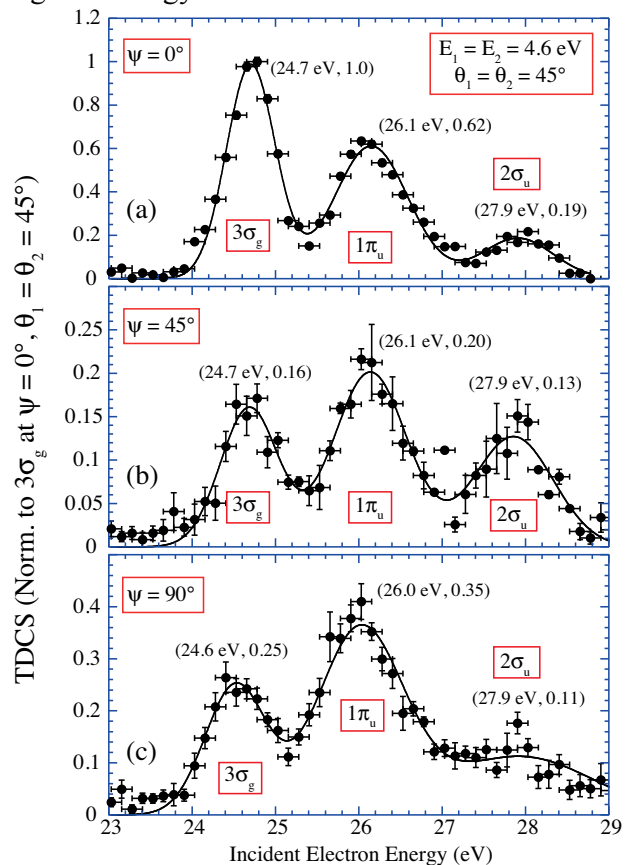 ψ = 0°
(24.7 eV, 1.0)
E₁ = E₂ = 4.6 eV
θ₁ = θ₂ = 45°
(26.1 eV, 0.62)
2σᵤ
(27.9 eV, 0.19)
(a)
3σg
1πᵤ
1.2
1
0.8
0.6
0.4
0.2
0
ψ = 45°
(26.1 eV, 0.20)
(24.7 eV, 0.16)
(27.9 eV, 0.13)
(b)
3σg
1πᵤ
2σᵤ
0.25
0.2
0.15
0.1
0.05
0
ψ = 90°
(26.0 eV, 0.35)
(24.6 eV, 0.25)
2σᵤ
1πᵤ
(27.9 eV, 0.11)
(c)
3σg
0.4
0.3
0.2
0.1
0
23 24 25 26 27 28 29
Incident Electron Energy (eV)
TDCS (Norm. to 3σg at ψ = 0°, θ₁ = θ₂ = 45°)